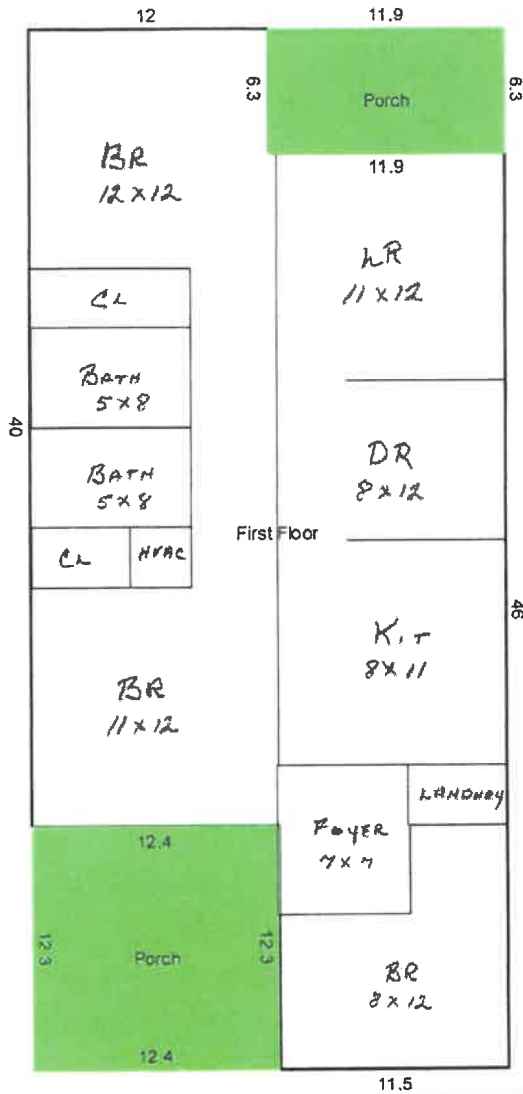 12
11.9
6.3
6.3
Porch
11.9
BR
12 x 12
LR
11 x 12
CL
BATH
5 x 8
DR
8 x 12
40
BATH
5 x 8
First Floor
CL
HVAC
46
KIT
8 x 11
BR
11 x 12
LANDHRY
FOYER
7 x 7
12.4
12.3
12.3
Porch
BR
8 x 12
12.4
11.5